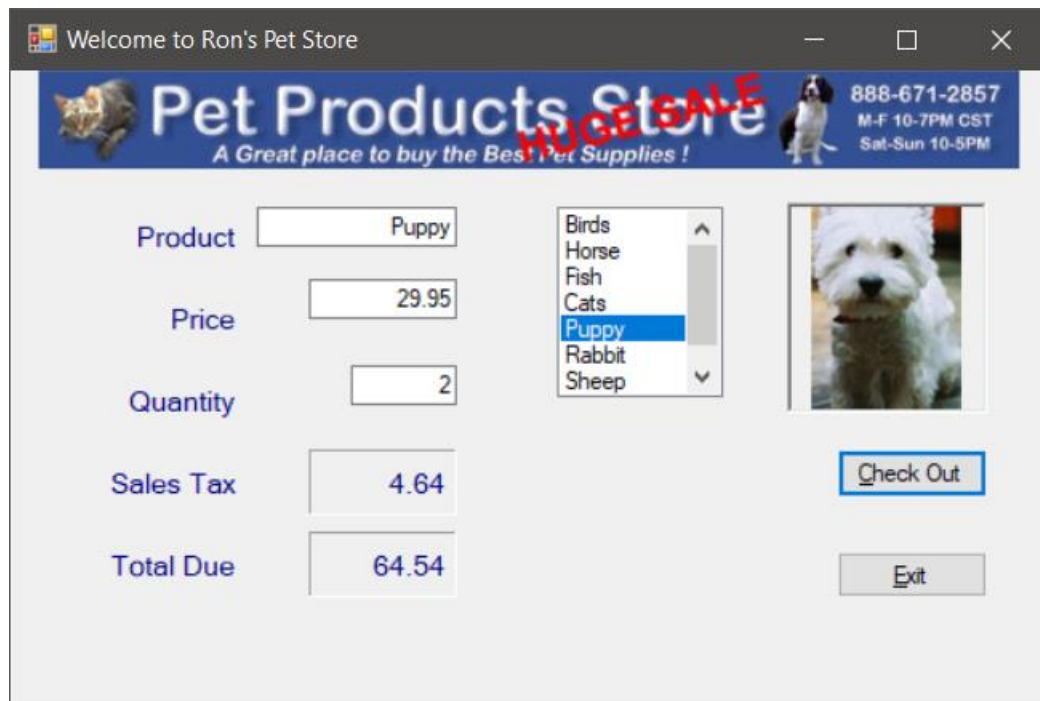 Welcome to Ron's Pet Store
Pet Products Store
HUGE SALE
A Great place to buy the Best Pet Supplies !
888-671-2857
M-F 10-7PM CST
Sat-Sun 10-5PM
Product
Puppy
Price
29.95
Quantity
2
Sales Tax
4.64
Total Due
64.54
Birds
Horse
Fish
Cats
Puppy
Rabbit
Sheep
Check Out
Exit